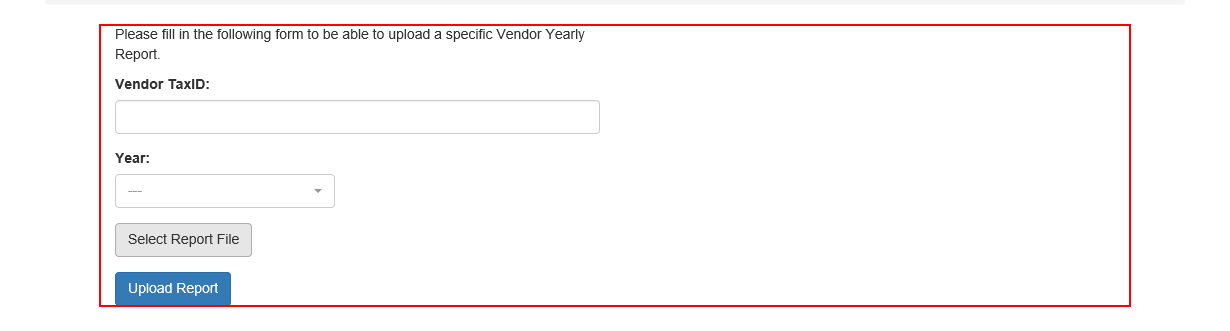 Please fill in the following form to be able to upload a specific Vendor Yearly
Report.
Vendor TaxID:
Year:
---
Select Report File
Upload Report